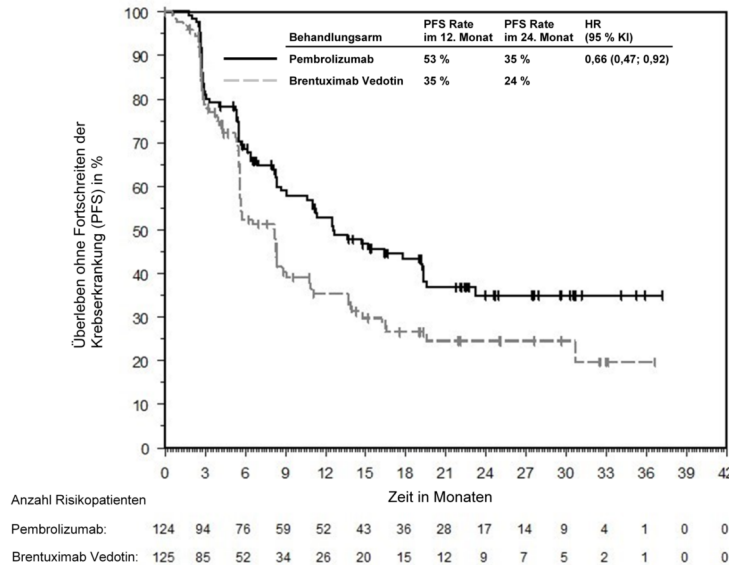 PFS Rate PFS Rate HR
Behandlungsarm im 12. Monat im 24. Monat (95 % KI)
Pembrolizumab 53 % 35 % 0,66 (0,47; 0,92)
Brentuximab Vedotin 35 % 24 %
Überleben ohne Fortschreiten der
Krebserkrankung (PFS) in %
100
90
80
70
60
50
40
30
20
10
0
0 3 6 9 12 15 18 21 24 27 30 33 36 39 42
Zeit in Monaten
Anzahl Risikopatienten
Pembrolizumab: 124 94 76 59 52 43 36 28 17 14 9 4 1 0 0
Brentuximab Vedotin: 125 85 52 34 26 20 15 12 9 7 5 2 1 0 0